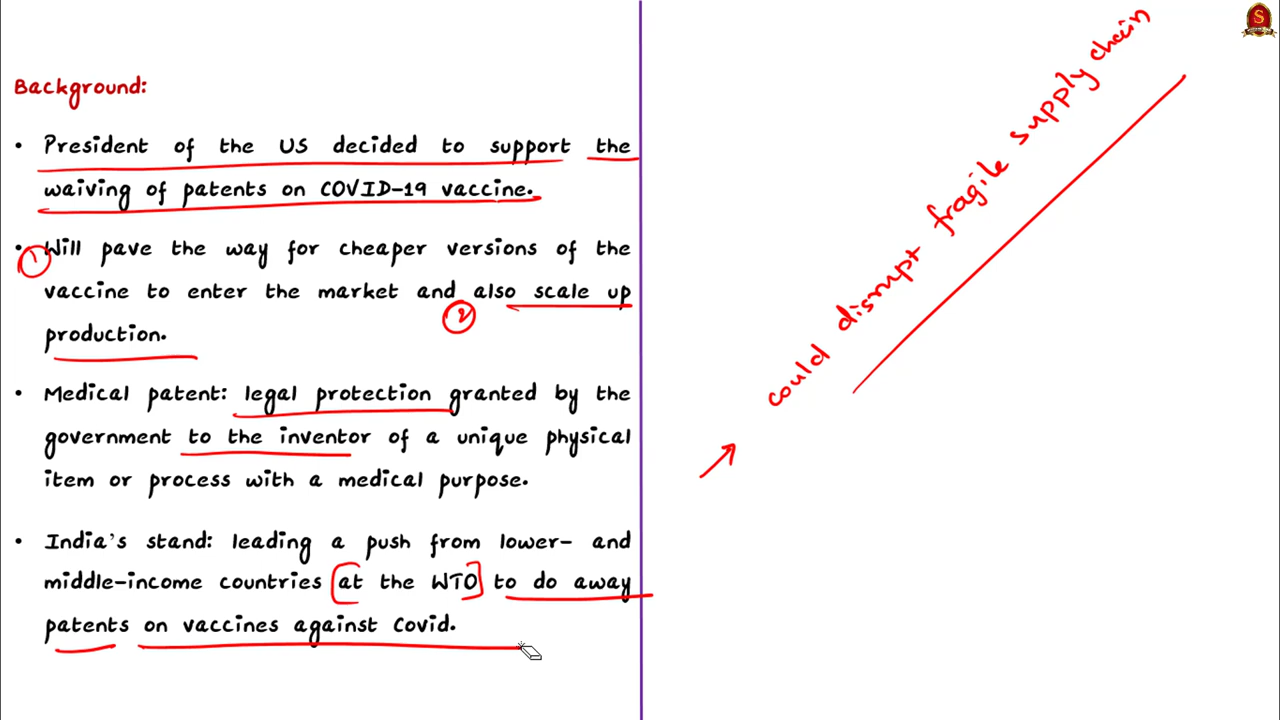 Background:
• President of the US decided to support the
waiving of patents on COVID-19 vaccine.
• Will pave the way for cheaper versions of the
1
vaccine to enter the market and also scale up
2
production.
• Medical patent: legal protection granted by the
government to the inventor of a unique physical
item or process with a medical purpose.
• India's stand: leading a push from lower- and
middle-income countries [at the WTO] to do away
patents on vaccines against Covid.
→ could disrupt fragile supply chain
S